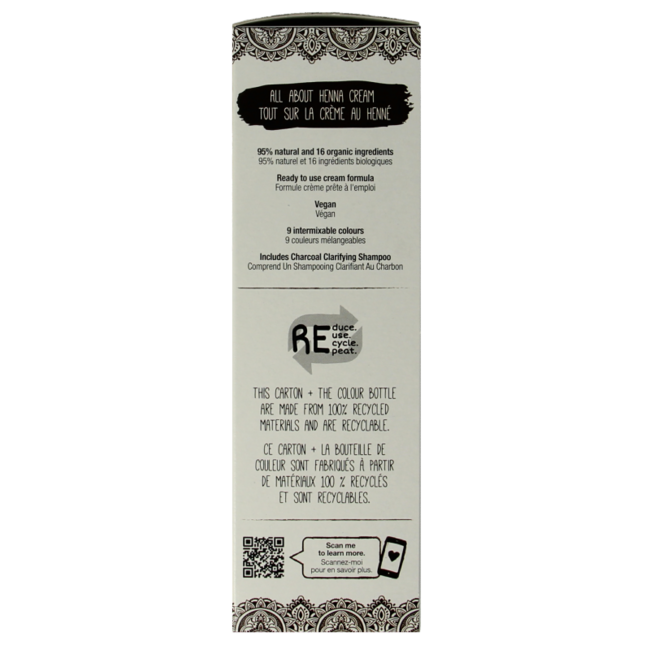 ALL ABOUT HENNA CREAM
TOUT SUR LA CRÈME AU HENNÉ
95% natural and 16 organic ingredients
95% naturel et 16 ingrédients biologiques
Ready to use cream formula
Formule crème prête à l'emploi
Vegan
Végan
9 intermixable colours
9 couleurs mélangeables
Includes Charcoal Clarifying Shampoo
Comprend Un Shampooing Clarifiant Au Charbon
REduce.
use.
cycle.
peat.
THIS CARTON + THE COLOUR BOTTLE
ARE MADE FROM 100% RECYCLED
MATERIALS AND ARE RECYCLABLE.
CE CARTON + LA BOUTEILLE DE
COULEUR SONT FABRIQUÉS À PARTIR
DE MATÉRIAUX 100 % RECYCLÉS
ET SONT RECYCLABLES.
Scan me
to learn more.
Scannez-moi
pour en savoir plus.